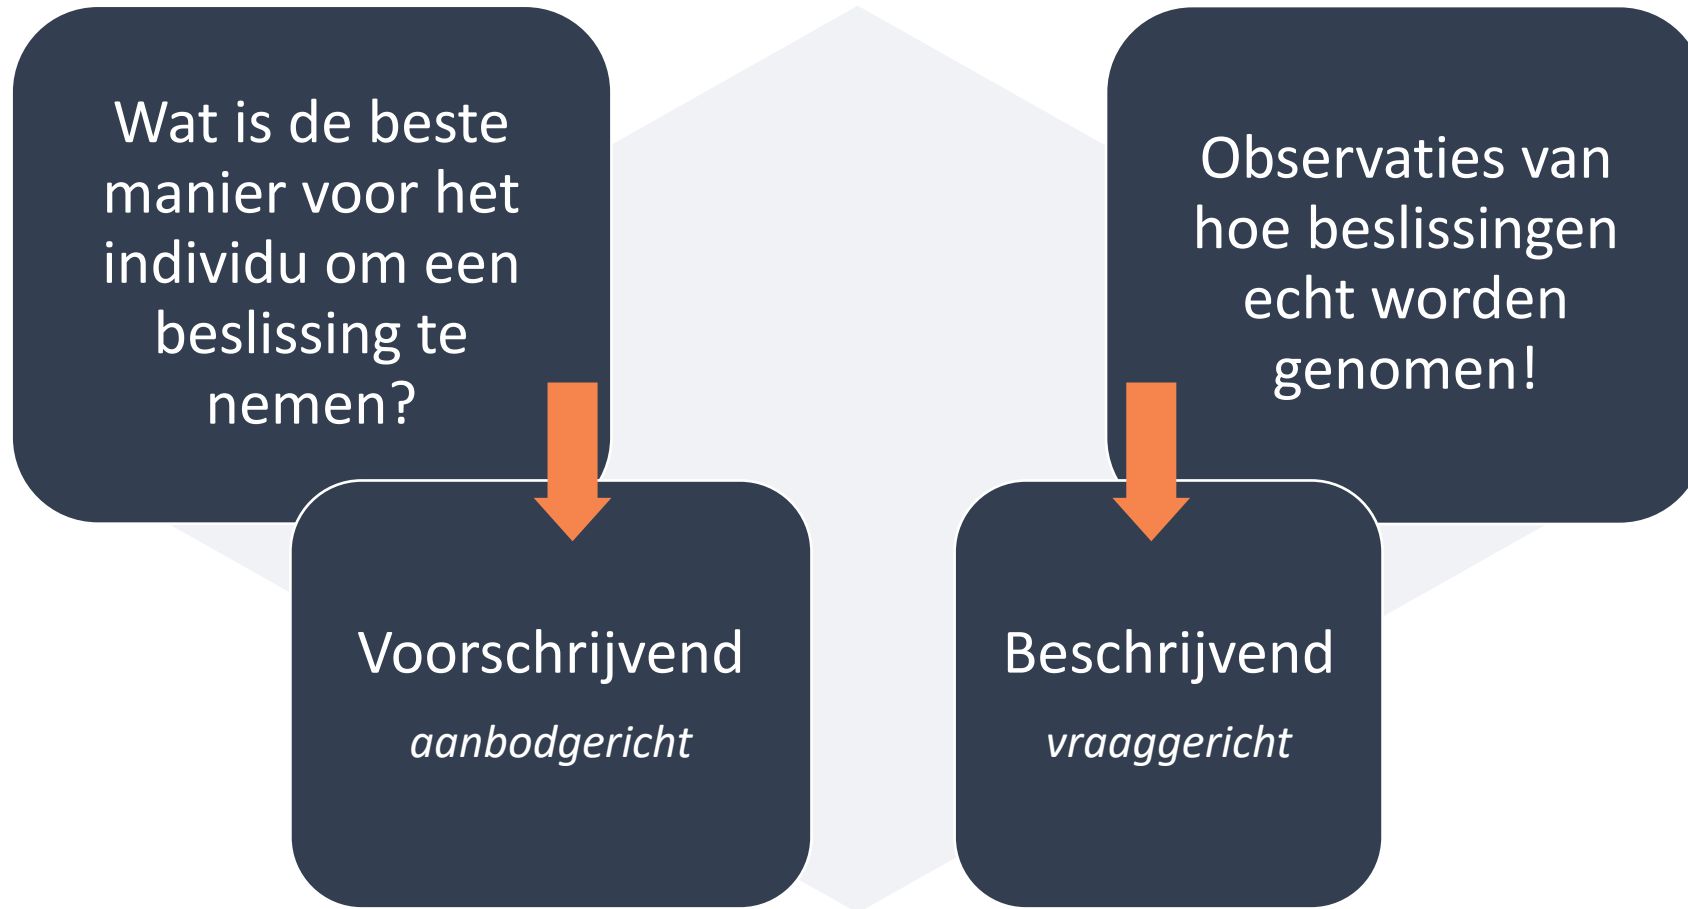 Wat is de beste
manier voor het
individu om een
beslissing te
nemen?
Observaties van
hoe beslissingen
echt worden
genomen!
Voorschrijvend
aanbodgericht
Beschrijvend
vraaggericht